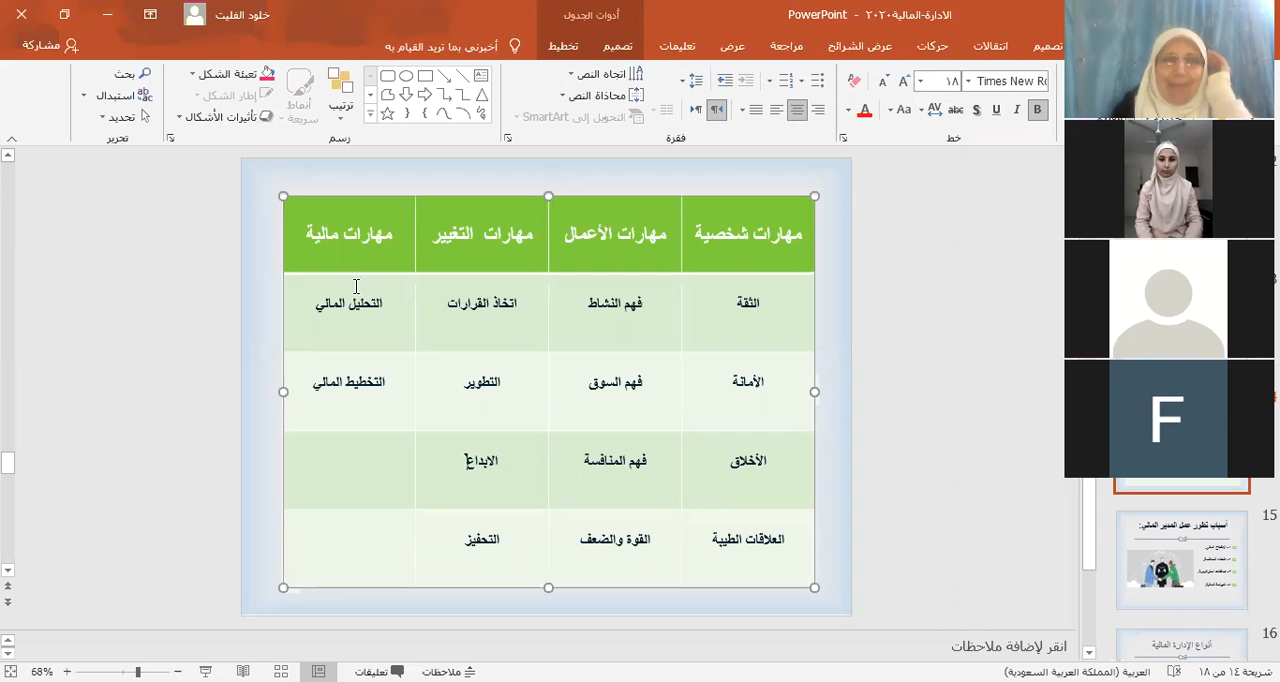 خلود الفليت
أدوات الجدول
الادارة-المالية٢٠٢٠ - PowerPoint
تصميم
انتقالات
حركات
عرض الشرائح
مراجعة
عرض
تعليمات
تصميم
تخطيط
أخبرني بما تريد القيام به
مشاركة
Times New Ro
١٨
اتجاه النص
محاذاة النص
التحويل إلى SmartArt
ترتيب
أنماط
سريعة
تعبئة الشكل
إطار الشكل
تأثيرات الأشكال
بحث
استبدال
تحديد
خط
فقرة
رسم
تحرير
مهارات شخصية
مهارات الأعمال
مهارات التغيير
مهارات مالية
الثقة
فهم النشاط
اتخاذ القرارات
التحليل المالي
الأمانة
فهم السوق
التطوير
التخطيط المالي
الأخلاق
فهم المنافسة
الابداع
العلاقات الطيبة
القوة والضعف
التحفيز
F
15
أسباب تطور عمل المدير المالي:
16
أنواع الإدارة المالية
انقر لإضافة ملاحظات
شريحة ١٤ من ١٨
العربية (المملكة العربية السعودية)
ملاحظات
تعليقات
68%